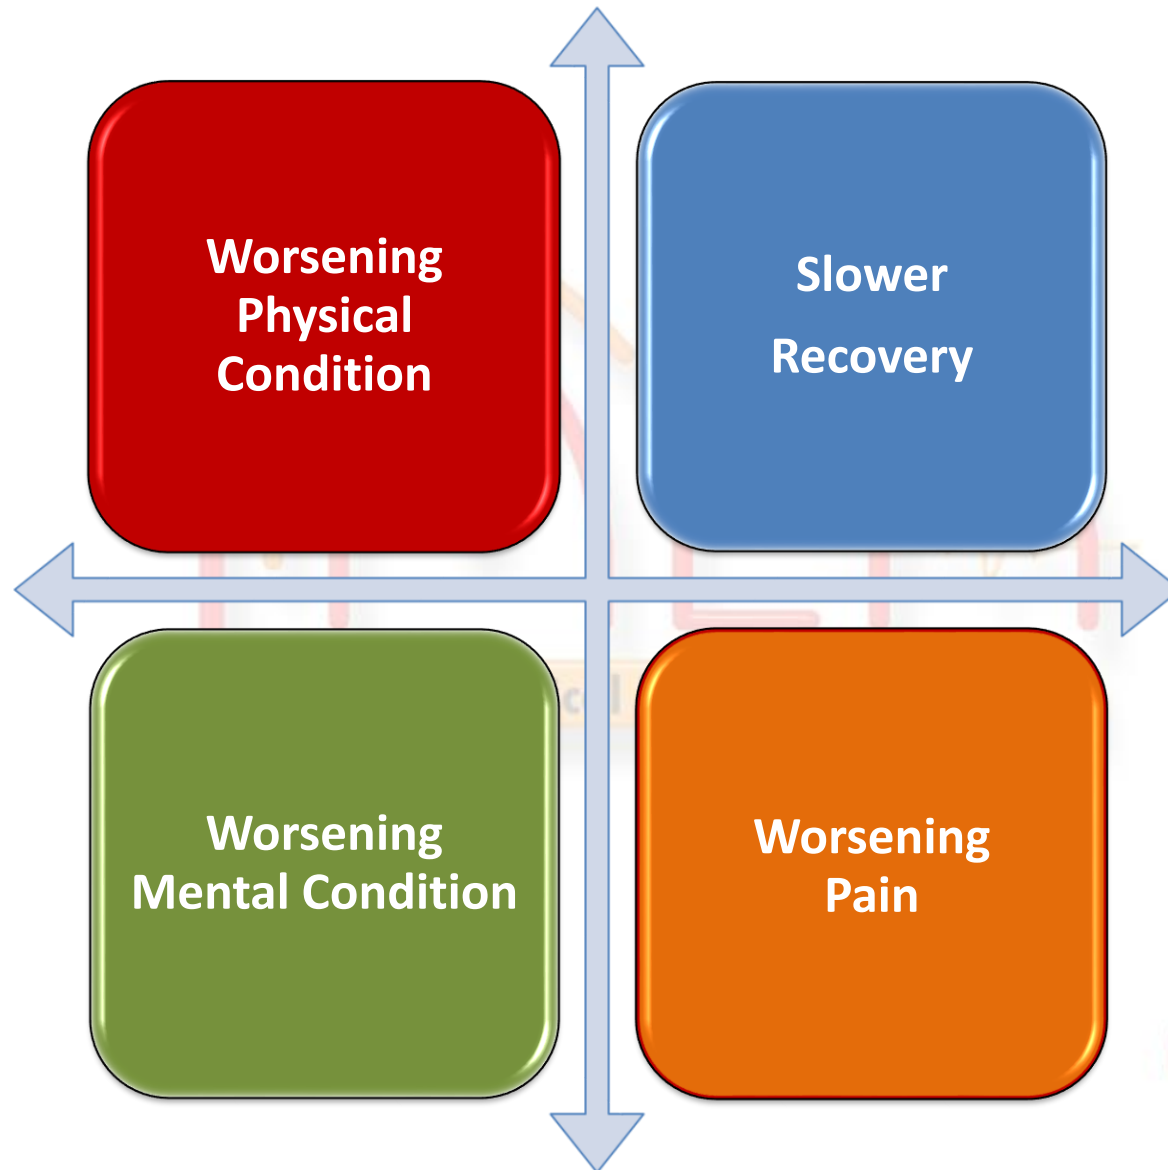 Worsening
Physical
Condition
Slower
Recovery
Worsening
Mental Condition
Worsening
Pain